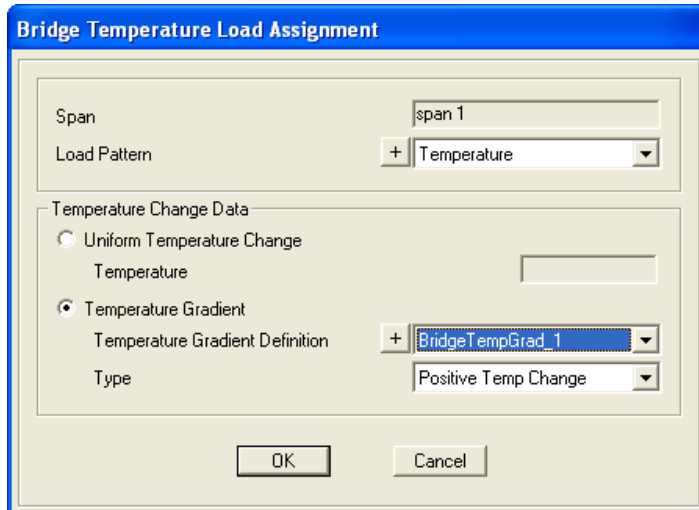 Bridge Temperature Load Assignment
Span
span 1
Load Pattern
+
Temperature
Temperature Change Data
Uniform Temperature Change
Temperature
Temperature Gradient
Temperature Gradient Definition
+
BridgeTempGrad_1
Type
Positive Temp Change
OK
Cancel